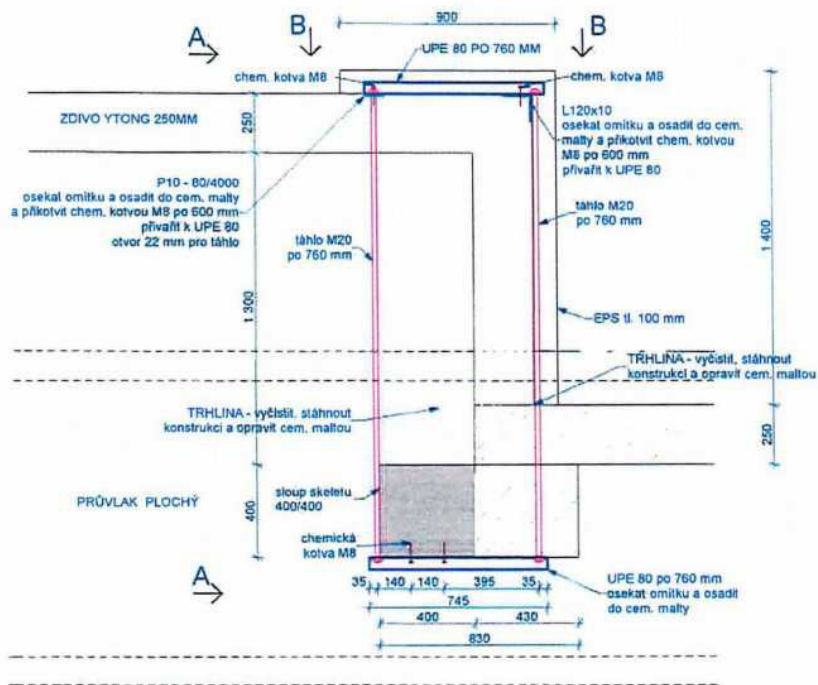 900
B
B
A
UPE 80 PO 760 MM
chem. kotva M8
chem. kotva M8
ZDIVO YTONG 250MM
250
L120x10
osekat omítku a osadit do cem.
malty a přikotvit chem. kotvou
M8 po 600 mm
přivařit k UPE 80
P10 - 80/4000
osekat omítku a osadit do cem. malty
a přikotvit chem. kotvou M8 po 600 mm
přivařit k UPE 80
otvor 22 mm pro táhlo
táhlo M20
po 760 mm
táhlo M20
po 760 mm
1 400
1 300
EPS tl. 100 mm
TRHLINA - vyčistit, stáhnout
konstrukci a opravit cem. maltou
TRHLINA - vyčistit, stáhnout
konstrukci a opravit cem. maltou
250
PRŮVLAK PLOCHÝ
400
sloup skeletu
400/400
chemická
kotva M8
A
35
140
140
395
35
745
400
430
830
UPE 80 po 760 mm
osekat omítku a osadit
do cem. malty